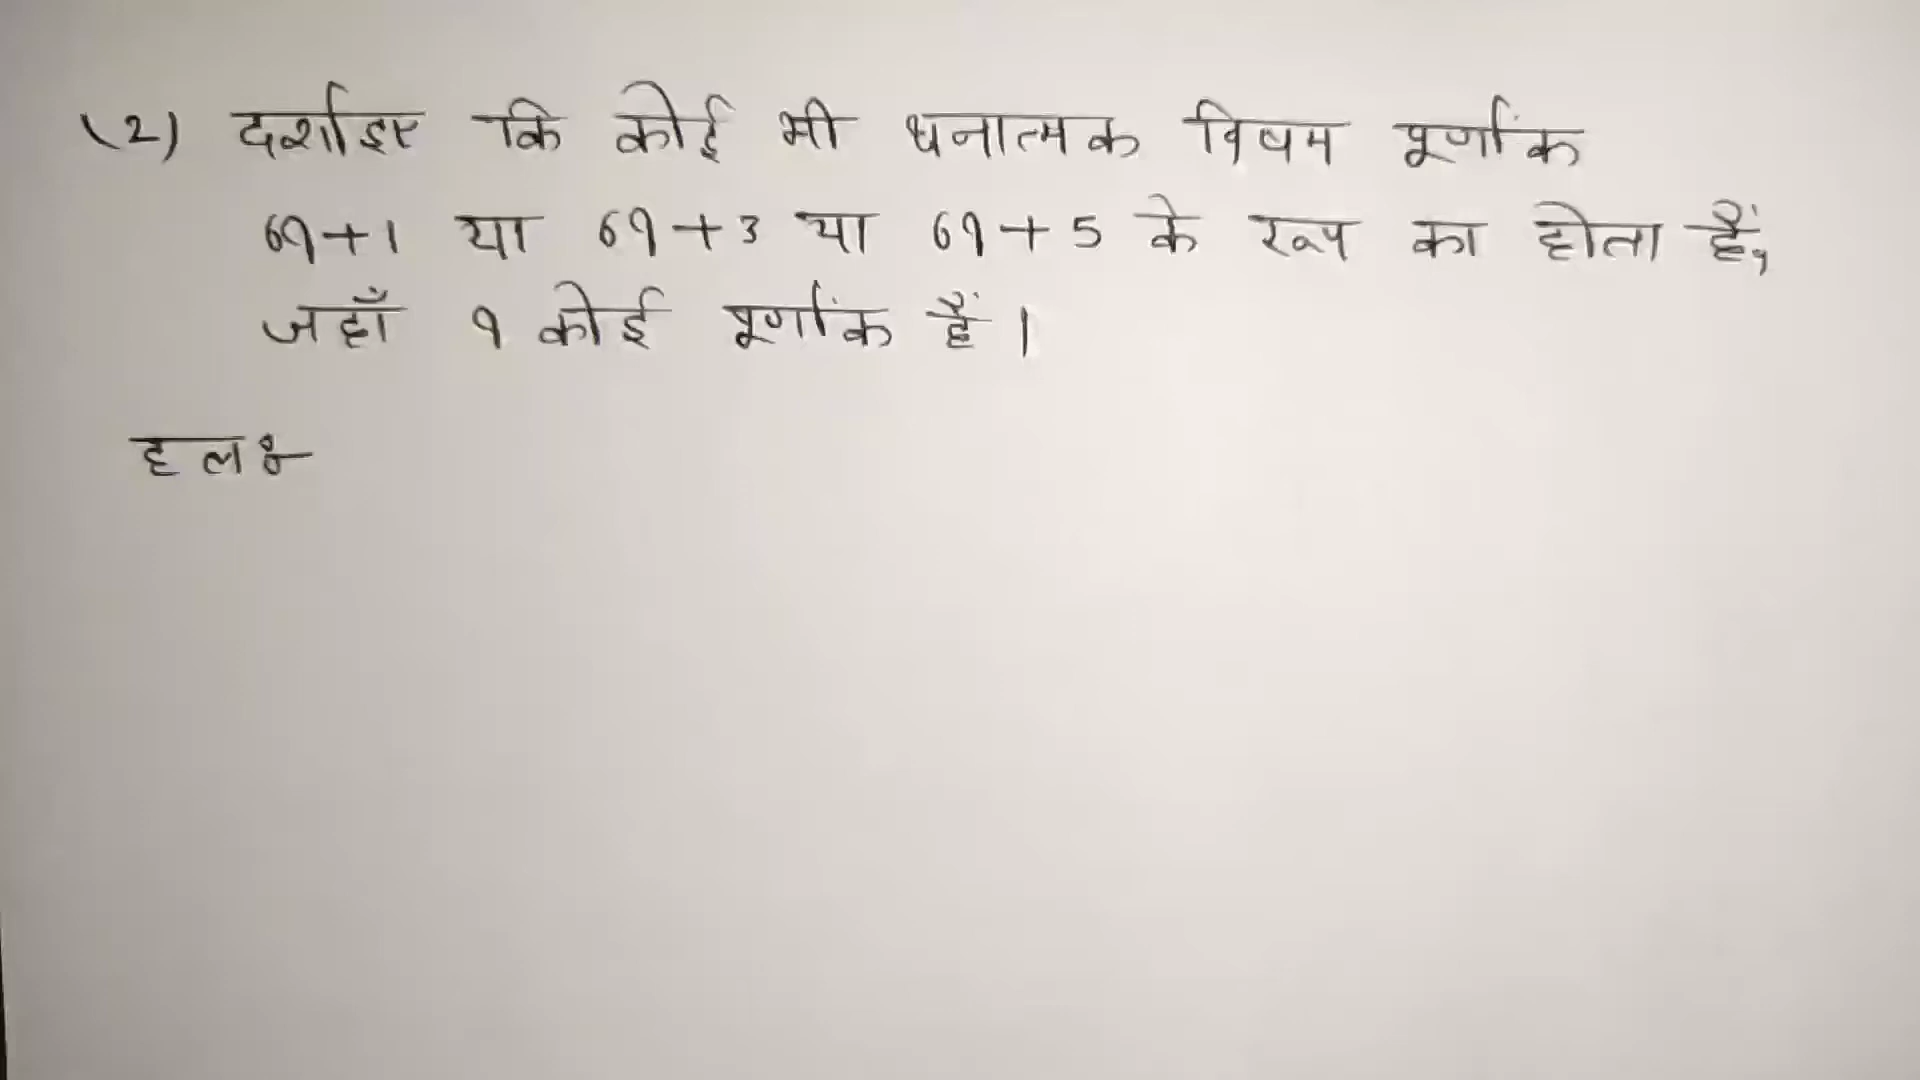 (2) दर्शाइए कि कोई भी धनात्मक विषम पूर्णांक
6q+1 या 6q+3 या 6q+5 के रूप का होता हैं,
जहाँ q कोई पूर्णांक हैं।
हल:-